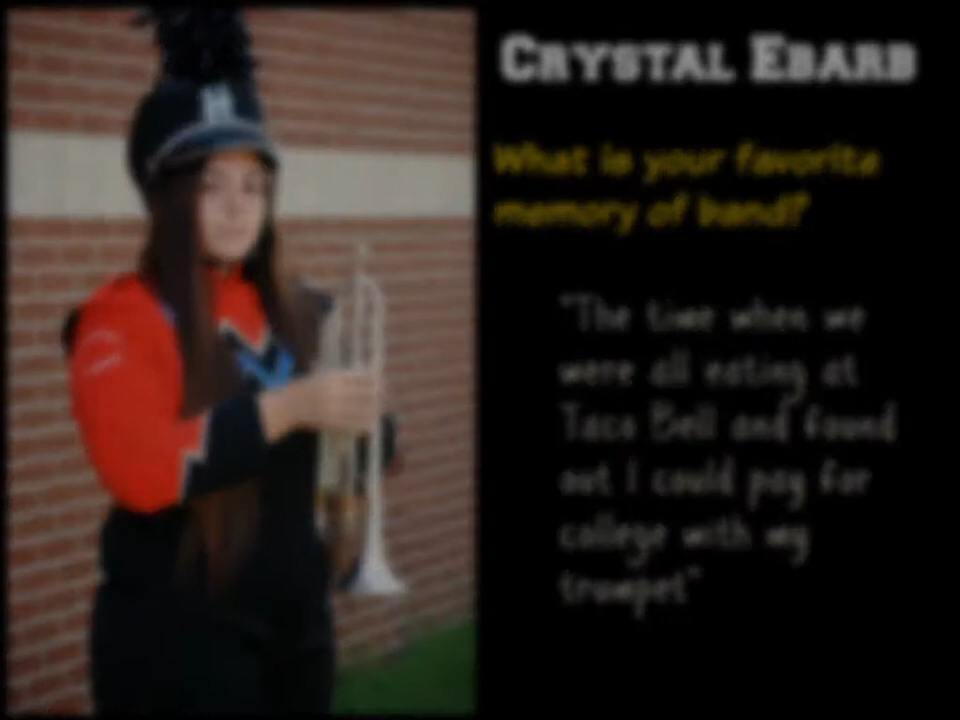 Crystal Ebarb
What is your favorite
memory of band?
"The time when we
were all eating at
Taco Bell and found
out I could pay for
college with my
trumpet"